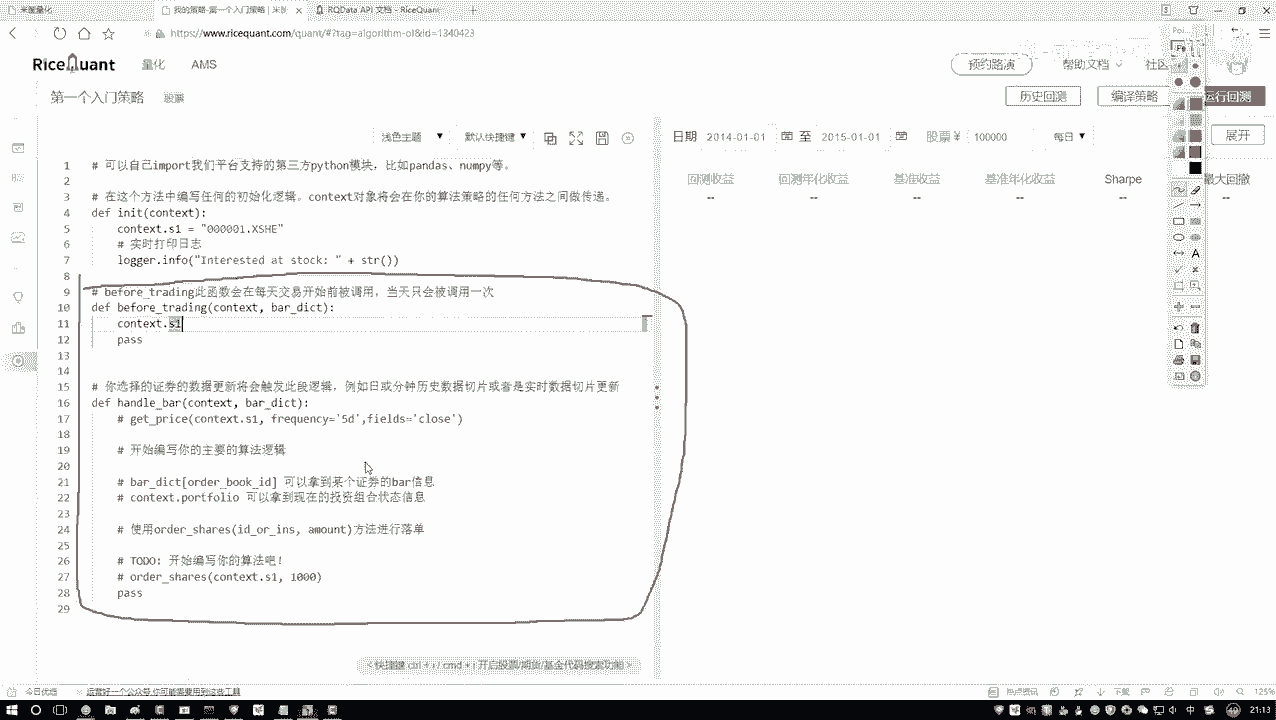 米筐量化
我的策略-第一个入门策略 | 米筐
RQData API 文档 - RiceQuant
https://www.ricequant.com/quant/#?tag=algorithm-ol&id=1340423
RiceQuant 量化 AMS 预约路演 帮助文档 社区
第一个入门策略 股票 历史回测 编译策略 运行回测
浅色主题 默认快捷键 日期 2014-01-01 至 2015-01-01 股票 ¥ 100000 每日 展开
回测收益 回测年化收益 基准收益 基准年化收益 Sharpe 最大回撤
-- -- -- -- -- --
1 # 可以自己import我们平台支持的第三方python模块，比如pandas、numpy等。
2
3 # 在这个方法中编写任何的初始化逻辑。context对象将会在你的算法策略的任何方法之间做传递。
4 def init(context):
5 context.s1 = "000001.XSHE"
6 # 实时打印日志
7 logger.info("Interested at stock: " + str())
8
9 # before_trading此函数会在每天交易开始前被调用，当天只会被调用一次
10 def before_trading(context, bar_dict):
11 context.s1
12 pass
13
14
15 # 你选择的证券的数据更新将会触发此段逻辑，例如日或分钟历史数据切片或者是实时数据切片更新
16 def handle_bar(context, bar_dict):
17 # get_price(context.s1, frequency='5d',fields='close')
18
19 # 开始编写你的主要的算法逻辑
20
21 # bar_dict[order_book_id] 可以拿到某个证券的bar信息
22 # context.portfolio 可以拿到现在的投资组合状态信息
23
24 # 使用order_shares(id_or_ins, amount)方法进行落单
25
26 # TODO: 开始编写你的算法吧！
27 # order_shares(context.s1, 1000)
28 pass
29
快捷键 ctrl + i / cmd + i 开启股票/期货/基金代码搜索功能
今日优选 运营好一个公众号,你可能需要用到这些工具 热点资讯 下载 125%
中 21:13